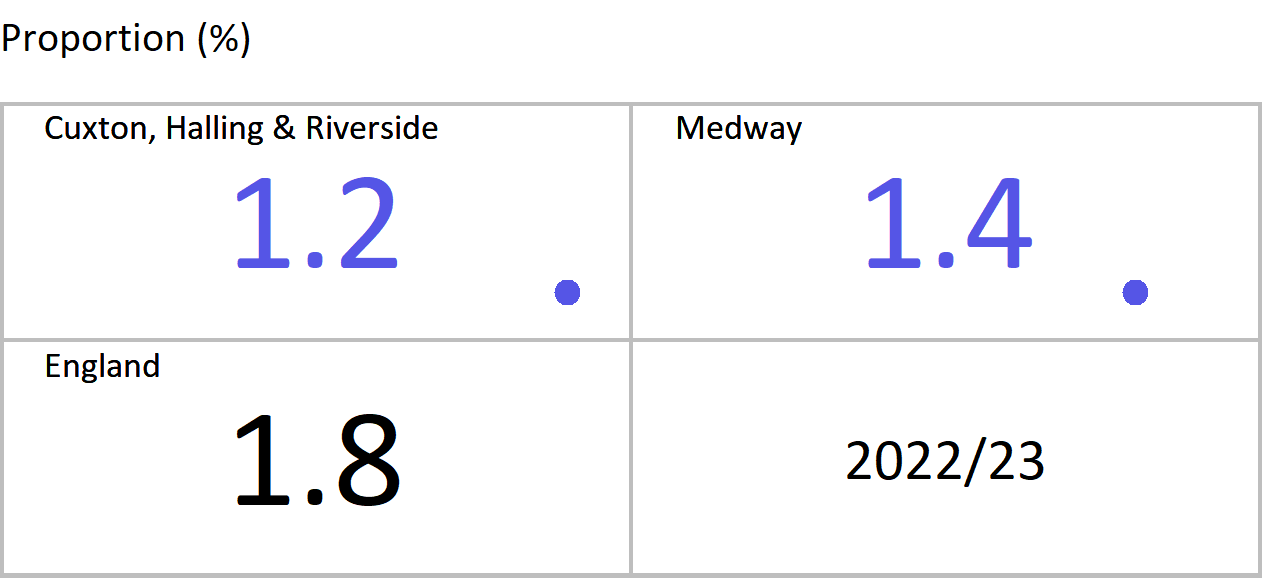 Proportion (%)
Cuxton, Halling & Riverside
1.2
Medway
1.4
England
1.8
2022/23